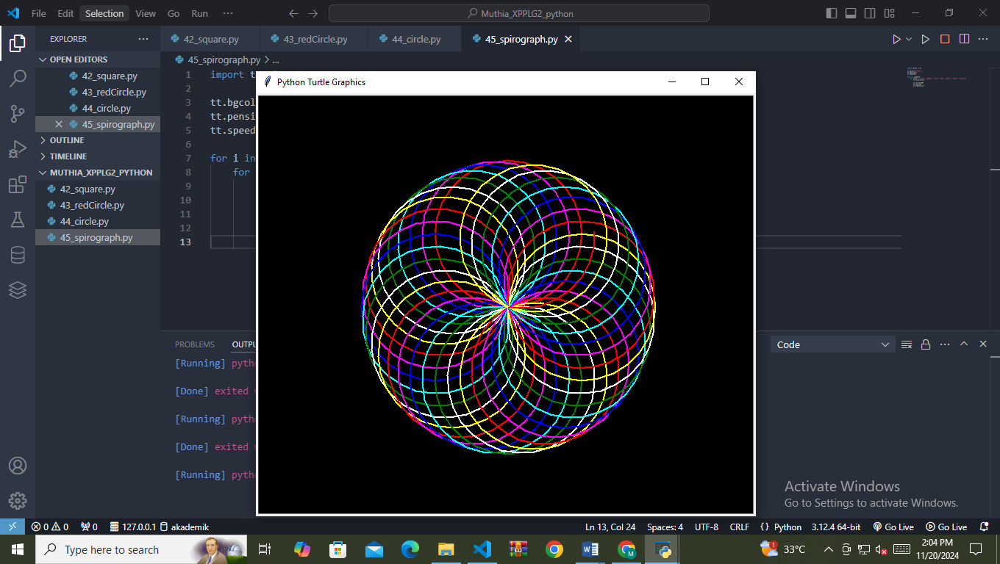 File Edit Selection View Go Run ··· Muthia_XPPLG2_python
EXPLORER ···
42_square.py 43_redCircle.py 44_circle.py 45_spirograph.py
OPEN EDITORS
42_square.py
43_redCircle.py
44_circle.py
45_spirograph.py
OUTLINE
TIMELINE
MUTHIA_XPPLG2_PYTHON
42_square.py
43_redCircle.py
44_circle.py
45_spirograph.py
45_spirograph.py > ...
1 import
2
3 tt.bgcol
4 tt.pensi
5 tt.speed
6
7 for i in
8 for
9
10
11
12
13
Python Turtle Graphics
PROBLEMS OUTPU
Code
[Running] pytho
[Done] exited
[Running] pytho
[Done] exited
[Running] pytho
Activate Windows
Go to Settings to activate Windows.
0 0 0 127.0.0.1 akademik Ln 13, Col 24 Spaces: 4 UTF-8 CRLF Python 3.12.4 64-bit Go Live Go Live
Type here to search
1 33°C
2:04 PM
11/20/2024